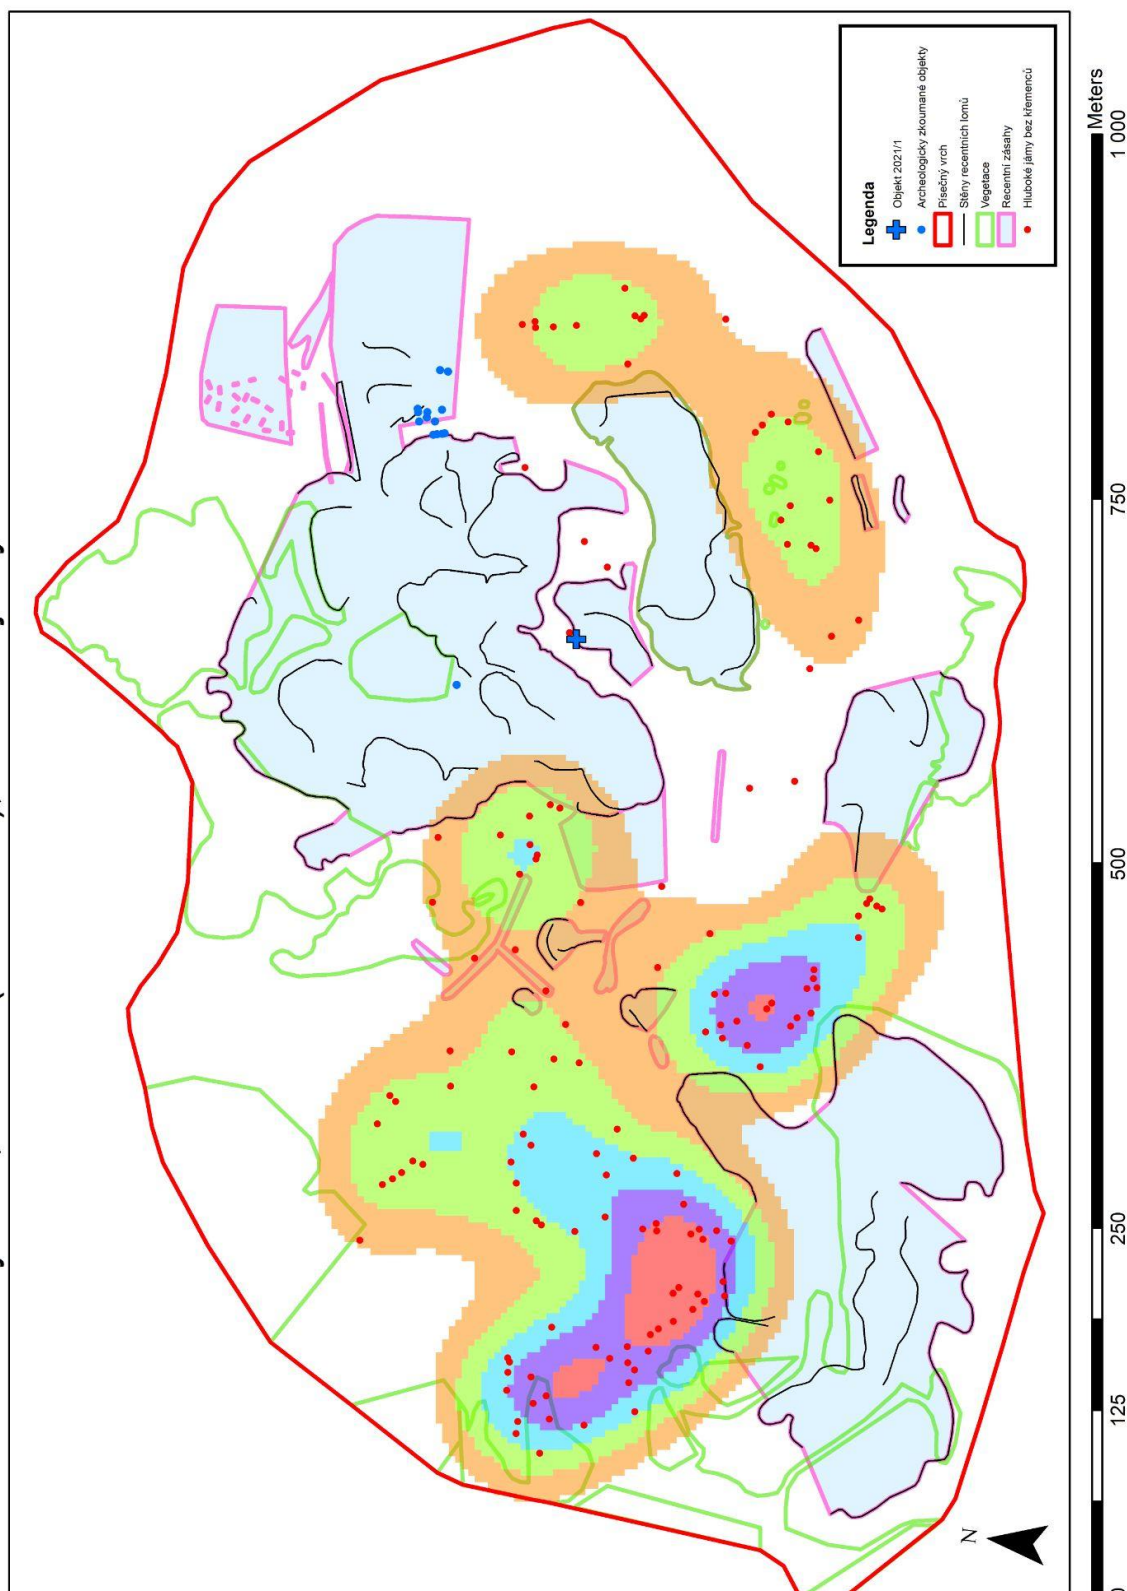 Legenda
Objekt 2021/1
Archeologicky zkoumané objekty
Písečný vrch
Stěny recentních lomů
Vegetace
Recentní zásahy
Hluboké jámy bez křemenců
N
125
250
500
750
1 000
Meters